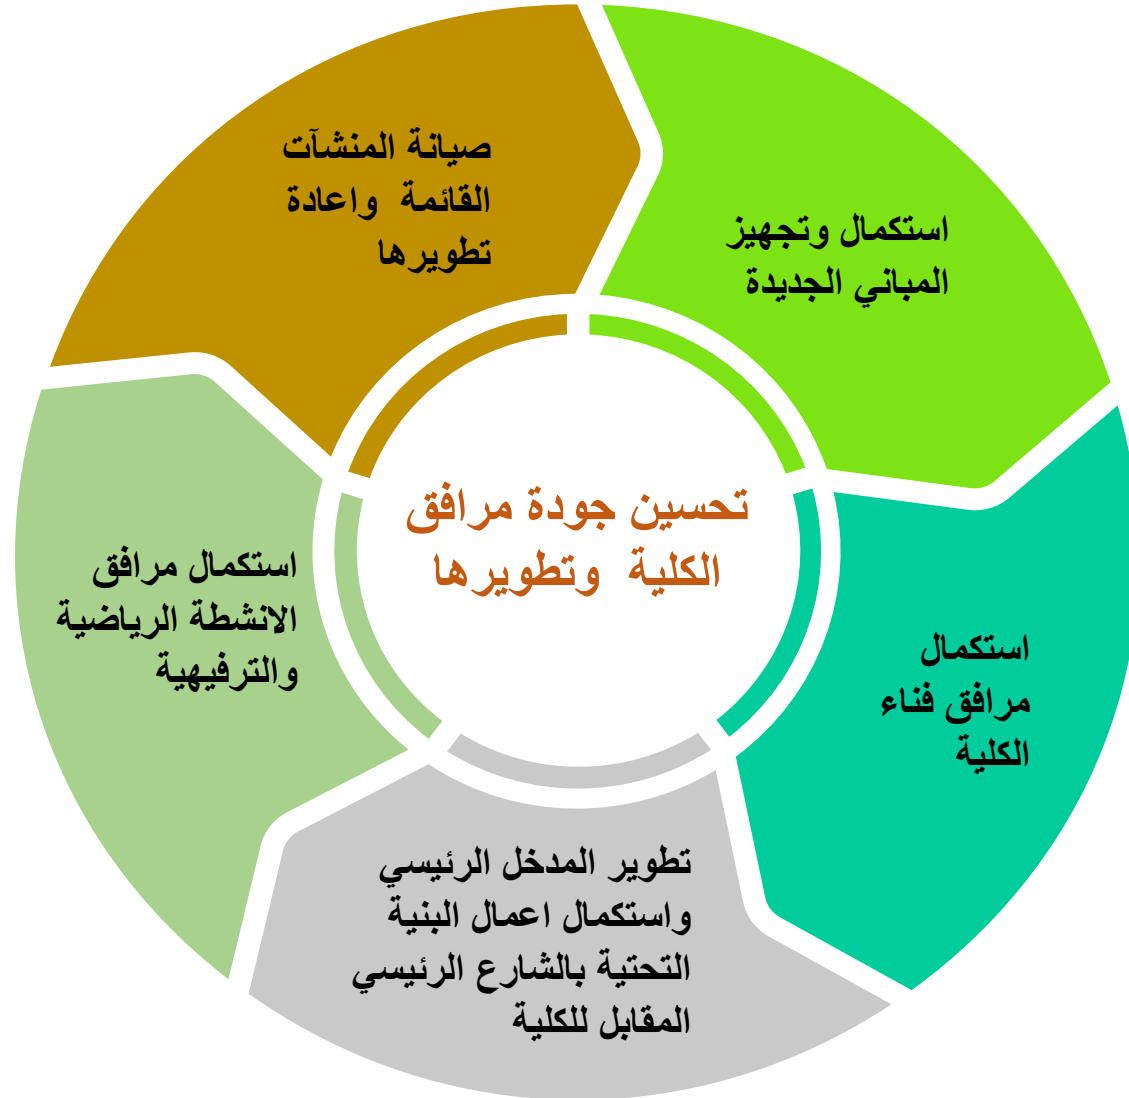 صيانة المنشآت
القائمة واعادة
تطويرها
استكمال وتجهيز
المباني الجديدة
تحسين جودة مرافق
الكلية وتطويرها
استكمال مرافق
الانشطة الرياضية
والترفيهية
استكمال
مرافق فناء
الكلية
تطوير المدخل الرئيسي
واستكمال اعمال البنية
التحتية بالشارع الرئيسي
المقابل للكلية